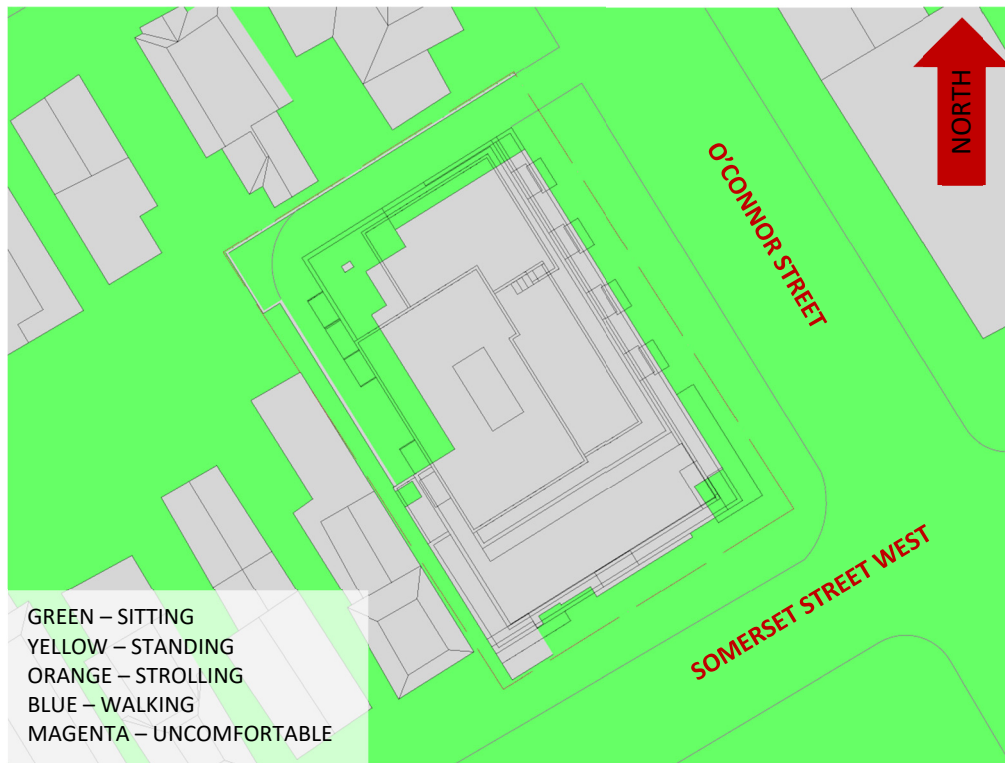 NORTH
O'CONNOR STREET
SOMERSET STREET WEST
GREEN – SITTING
YELLOW – STANDING
ORANGE – STROLLING
BLUE – WALKING
MAGENTA – UNCOMFORTABLE